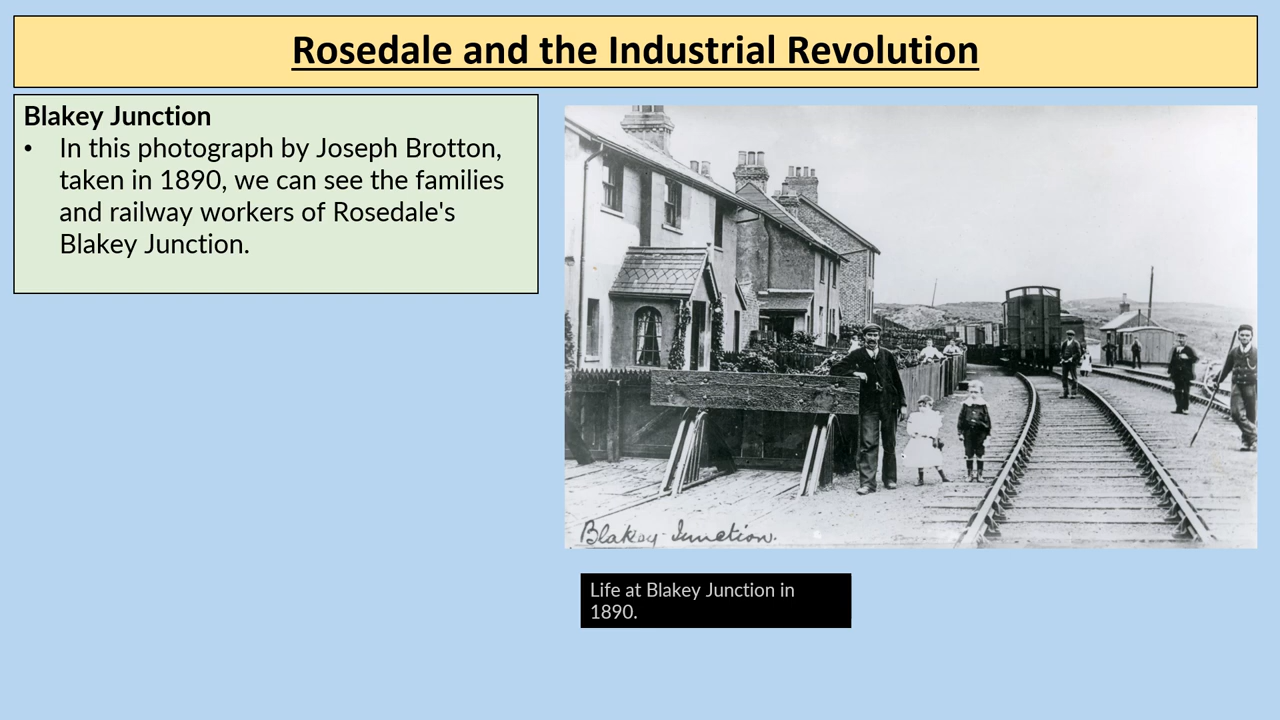 Rosedale and the Industrial Revolution
Blakey Junction
• In this photograph by Joseph Brotton,
taken in 1890, we can see the families
and railway workers of Rosedale's
Blakey Junction.
Blakey Junction.
Life at Blakey Junction in
1890.